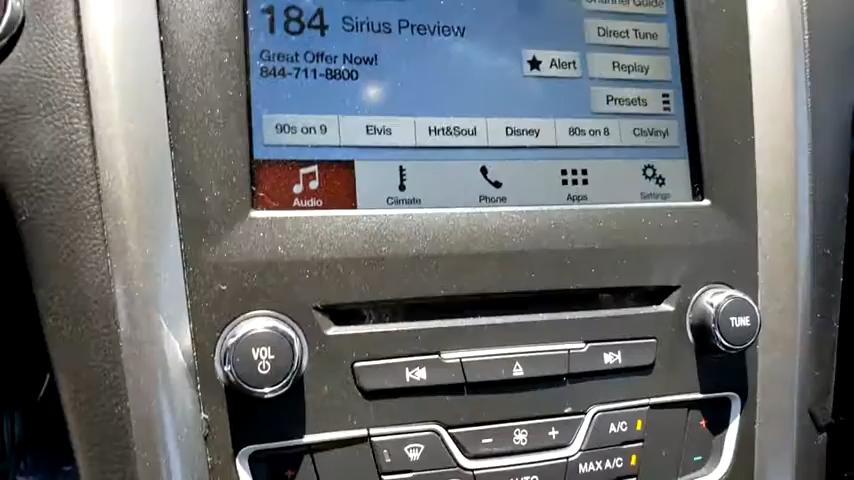 Channel Guide
184 Sirius Preview
Direct Tune
Great Offer Now!
844-711-8800
Alert
Replay
Presets
90s on 9 Elvis Hrt&Soul Disney 80s on 8 ClsVinyl
Audio Climate Phone Apps Settings
VOL
TUNE
A/C
MAX A/C
AUTO